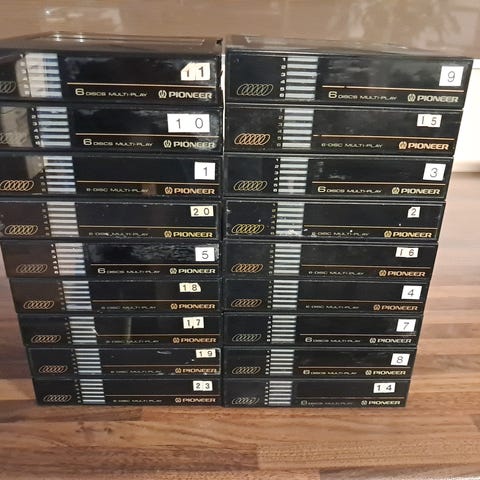 11
6 DISCS MULTI-PLAY PIONEER
10
6 DISCS MULTI-PLAY PIONEER
1
6-DISC MULTI-PLAY PIONEER
20
6-DISC MULTI-PLAY PIONEER
5
6 DISCS MULTI-PLAY PIONEER
18
6-DISC MULTI-PLAY PIONEER
17
6-DISC MULTI-PLAY PIONEER
19
6-DISC MULTI-PLAY PIONEER
23
6-DISC MULTI-PLAY PIONEER
9
6 DISCS MULTI-PLAY PIONEER
15
6-DISC MULTI-PLAY PIONEER
3
6 DISCS MULTI-PLAY PIONEER
2
6-DISC MULTI-PLAY PIONEER
16
6-DISC MULTI-PLAY PIONEER
4
6-DISC MULTI-PLAY PIONEER
7
6 DISCS MULTI-PLAY PIONEER
8
6 DISCS MULTI-PLAY PIONEER
14
6 DISCS MULTI-PLAY PIONEER